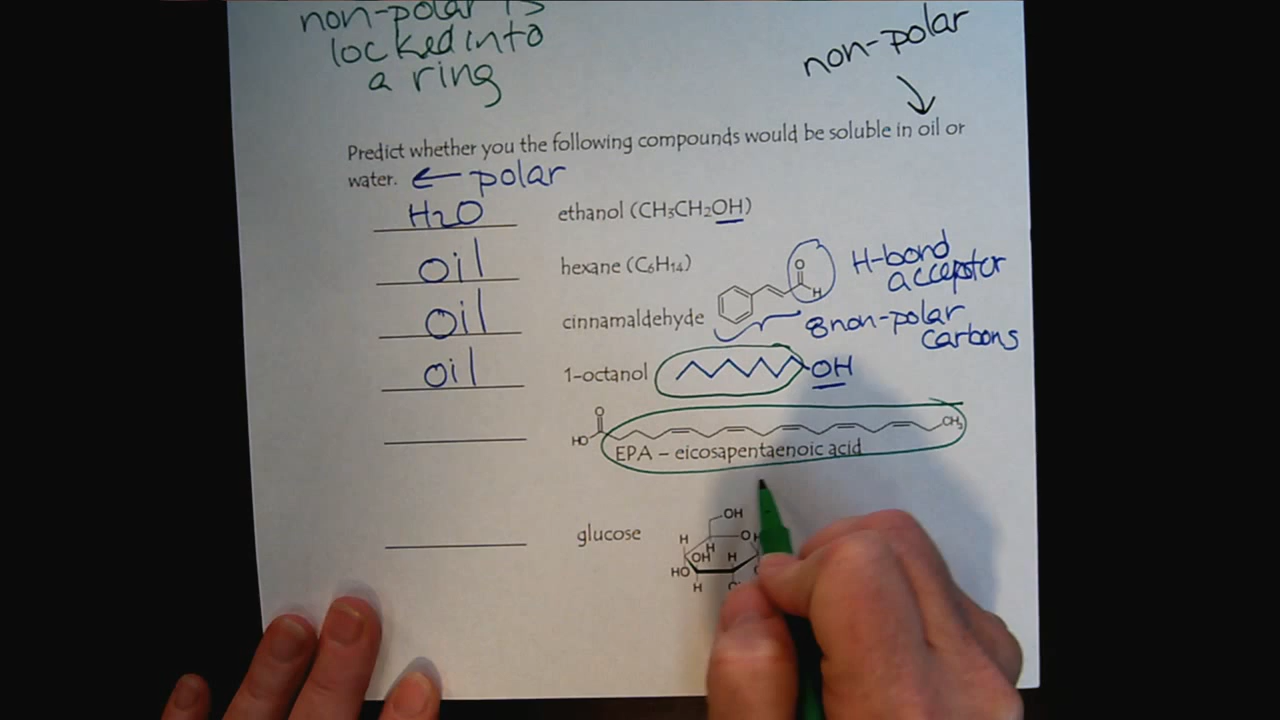 non-polar is
locked into
a ring
non-polar
Predict whether you the following compounds would be soluble in oil or
water. ← polar
H2O ethanol (CH3CH2OH)
oil hexane (C6H14)
H-bond
acceptor
O
H
oil cinnamaldehyde
8 non-polar
carbons
oil 1-octanol OH
O
HO CH3
EPA – eicosapentaenoic acid
glucose
OH
H O H
H
OH H
HO
H